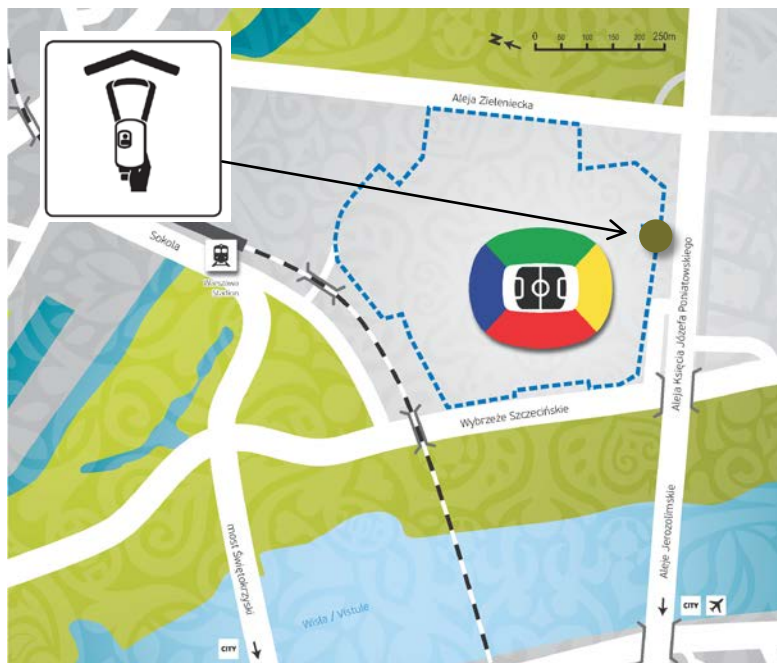 N
0 50 100 150 200 250m
Aleja Zieleniecka
Sokola
Warszawa
Stadion
Aleja Księcia Józefa Poniatowskiego
Wybrzeże Szczecińskie
most Świętokrzyski
Aleje Jerozolimskie
Wisła / Vistule
CITY
CITY